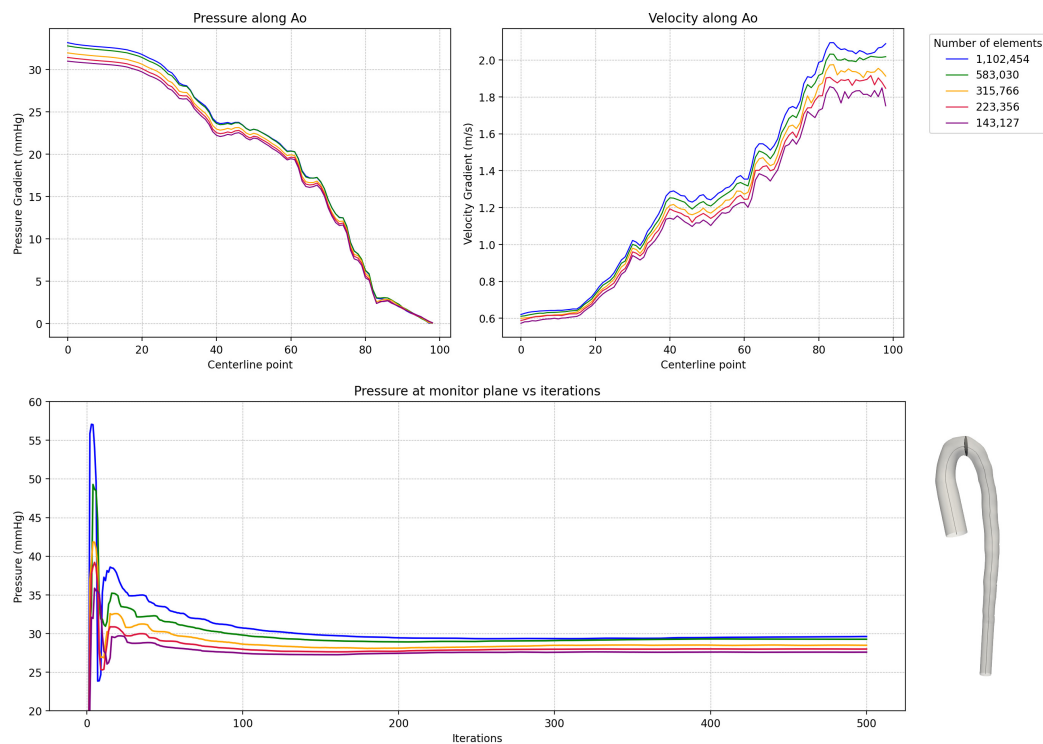 Pressure along Ao
Pressure Gradient (mmHg)
0
5
10
15
20
25
30
0 20 40 60 80 100
Centerline point
Velocity along Ao
Velocity Gradient (m/s)
0.6
0.8
1.0
1.2
1.4
1.6
1.8
2.0
0 20 40 60 80 100
Centerline point
Number of elements
1,102,454
583,030
315,766
223,356
143,127
Pressure at monitor plane vs iterations
Pressure (mmHg)
60
55
50
45
40
35
30
25
20
0 100 200 300 400 500
Iterations